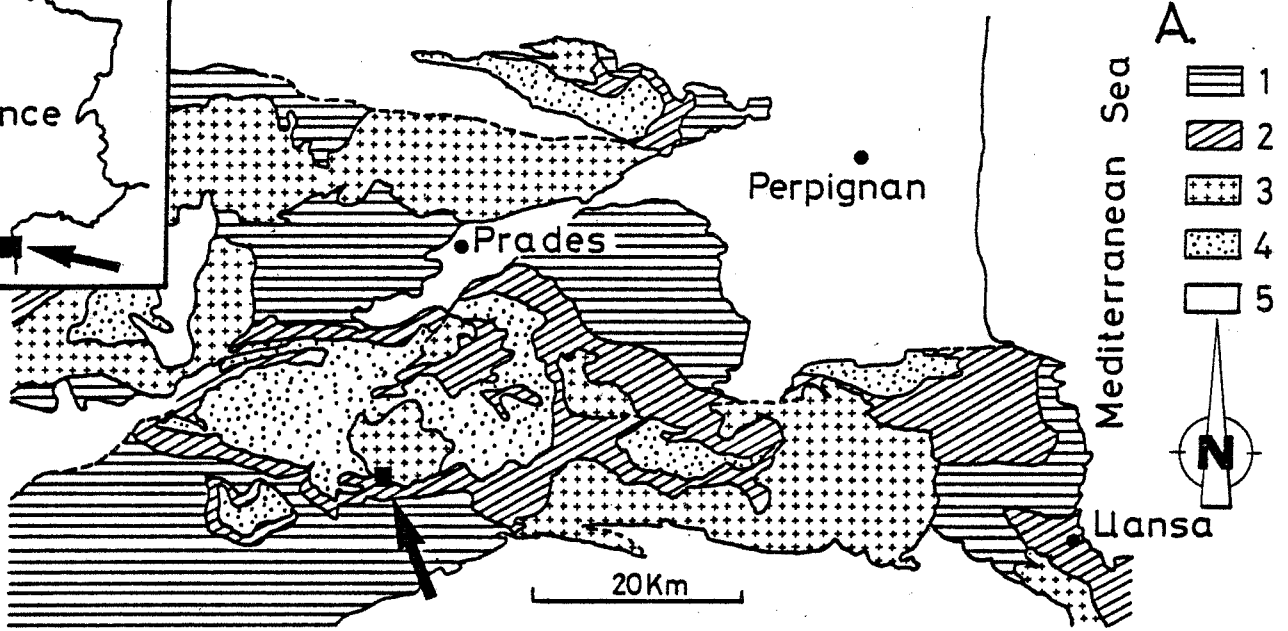 A.
nce
Perpignan
Prades
Mediterranean Sea
1
2
3
4
5
N
Llansa
20Km